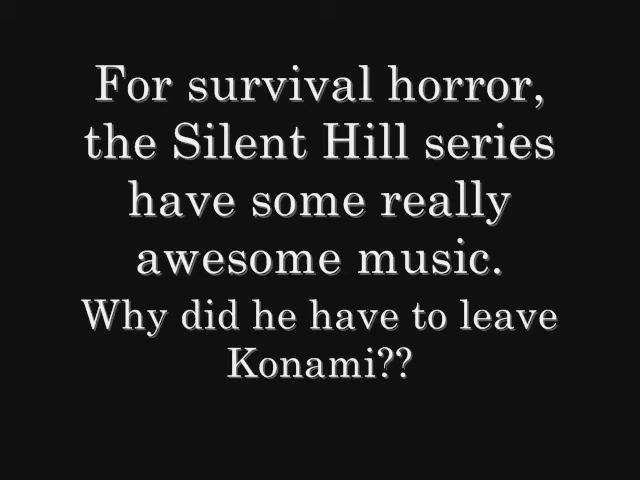 For survival horror,
the Silent Hill series
have some really
awesome music.
Why did he have to leave
Konami??